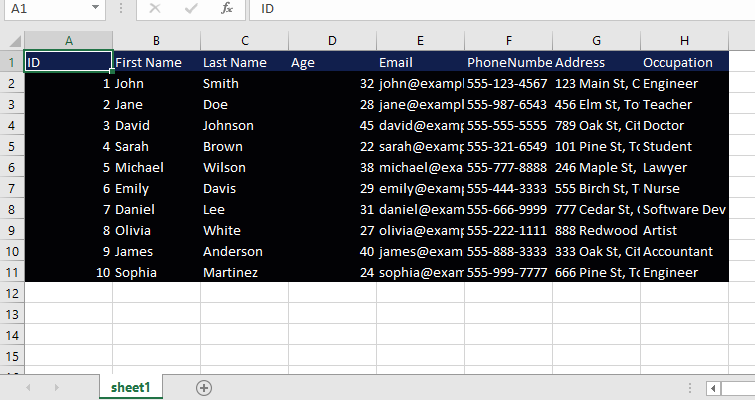 A1 fx ID
A B C D E F G H
1 ID First Name Last Name Age Email PhoneNumbe Address Occupation
2 1 John Smith 32 john@exampl 555-123-4567 123 Main St, C Engineer
3 2 Jane Doe 28 jane@exampl 555-987-6543 456 Elm St, To Teacher
4 3 David Johnson 45 david@examp 555-555-5555 789 Oak St, Cit Doctor
5 4 Sarah Brown 22 sarah@examp 555-321-6549 101 Pine St, To Student
6 5 Michael Wilson 38 michael@exa 555-777-8888 246 Maple St, Lawyer
7 6 Emily Davis 29 emily@examp 555-444-3333 555 Birch St, T Nurse
8 7 Daniel Lee 31 daniel@exam 555-666-9999 777 Cedar St, Software Dev
9 8 Olivia White 27 olivia@examp 555-222-1111 888 Redwood Artist
10 9 James Anderson 40 james@exam 555-888-3333 333 Oak St, Cit Accountant
11 10 Sophia Martinez 24 sophia@exam 555-999-7777 666 Pine St, To Engineer
12
13
14
15
sheet1